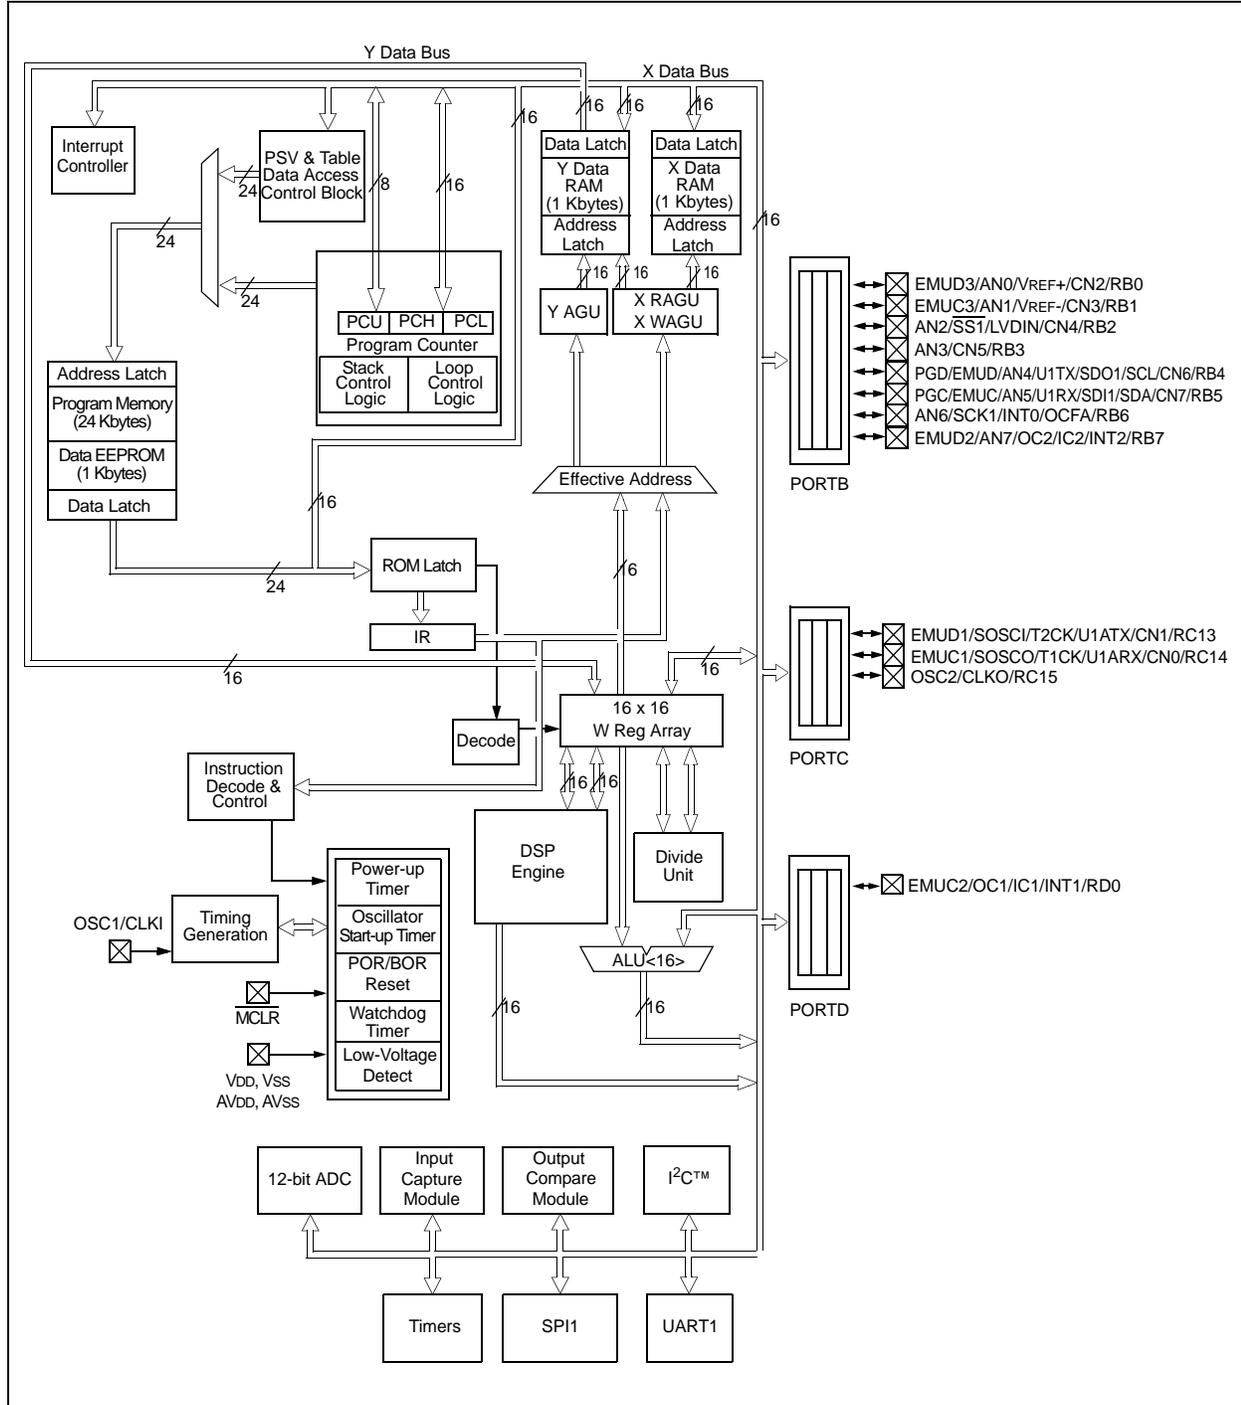 Y Data Bus
X Data Bus
16
16
16
16
Interrupt
Controller
PSV & Table
Data Access
Control Block
24
8
16
24
24
Data Latch
Y Data
RAM
(1 Kbytes)
Address
Latch
Data Latch
X Data
RAM
(1 Kbytes)
Address
Latch
16
16
16
16
Y AGU
X RAGU
X WAGU
PCU
PCH
PCL
Program Counter
Stack
Control
Logic
Loop
Control
Logic
Address Latch
Program Memory
(24 Kbytes)
Data EEPROM
(1 Kbytes)
Data Latch
Effective Address
16
24
16
ROM Latch
IR
16
16
16 x 16
W Reg Array
Decode
Instruction
Decode &
Control
16
16
DSP
Engine
Divide
Unit
Power-up
Timer
Oscillator
Start-up Timer
POR/BOR
Reset
Watchdog
Timer
Low-Voltage
Detect
OSC1/CLKI
Timing
Generation
MCLR
VDD, VSS
AVDD, AVSS
ALU<16>
16
16
EMUD3/AN0/VREF+/CN2/RB0
EMUC3/AN1/VREF-/CN3/RB1
AN2/SS1/LVDIN/CN4/RB2
AN3/CN5/RB3
PGD/EMUD/AN4/U1TX/SDO1/SCL/CN6/RB4
PGC/EMUC/AN5/U1RX/SDI1/SDA/CN7/RB5
AN6/SCK1/INT0/OCFA/RB6
EMUD2/AN7/OC2/IC2/INT2/RB7
PORTB
EMUD1/SOSCI/T2CK/U1ATX/CN1/RC13
EMUC1/SOSCO/T1CK/U1ARX/CN0/RC14
OSC2/CLKO/RC15
PORTC
EMUC2/OC1/IC1/INT1/RD0
PORTD
12-bit ADC
Input
Capture
Module
Output
Compare
Module
I2C™
Timers
SPI1
UART1